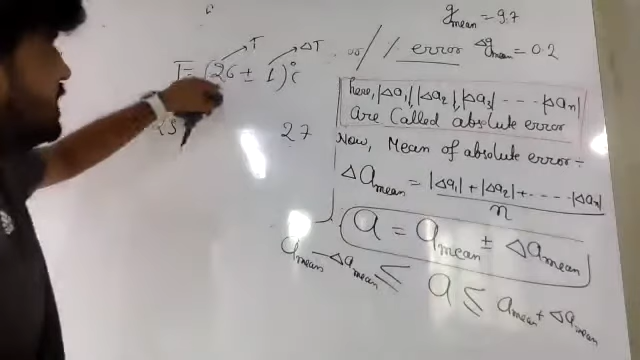 g_mean = 9.7
Δg_mean = 0.2
T ΔT
T = (26 ± 1)°c
or // % error
27
here, |Δa₁|, |Δa₂|, |Δa₃| - - - - |Δaₙ|
are called absolute error
Now, Mean of absolute error ÷
Δa_mean = |Δa₁| + |Δa₂| + - - - - |Δaₙ| / n
a = a_mean ± Δa_mean
a_mean - Δa_mean ≤ a ≤ a_mean + Δa_mean